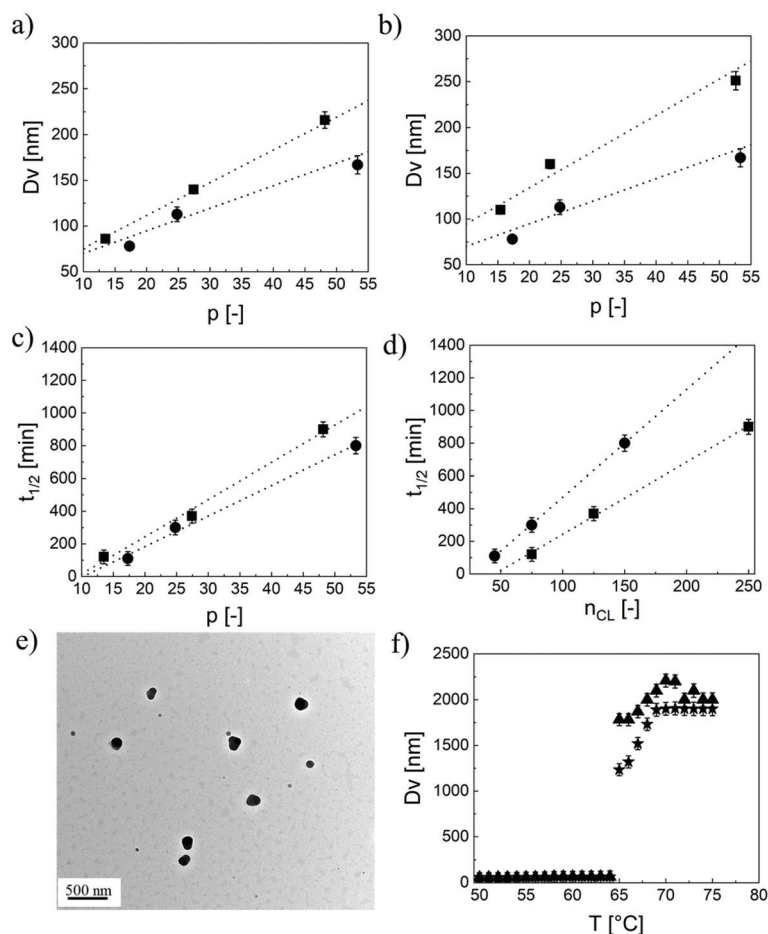 a)
300
250
200
150
100
50
Dv [nm]
10 15 20 25 30 35 40 45 50 55
p [-]
b)
300
250
200
150
100
50
Dv [nm]
10 15 20 25 30 35 40 45 50 55
p [-]
c)
1400
1200
1000
800
600
400
200
0
t1/2 [min]
10 15 20 25 30 35 40 45 50 55
p [-]
d)
1400
1200
1000
800
600
400
200
0
t1/2 [min]
50 100 150 200 250
nCL [-]
e)
500 nm
f)
2500
2000
1500
1000
500
0
Dv [nm]
50 55 60 65 70 75 80
T [°C]